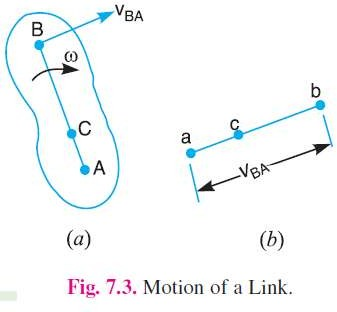 VBA
B
ω
C
A
a
c
b
VBA
(a)
(b)
Fig. 7.3. Motion of a Link.